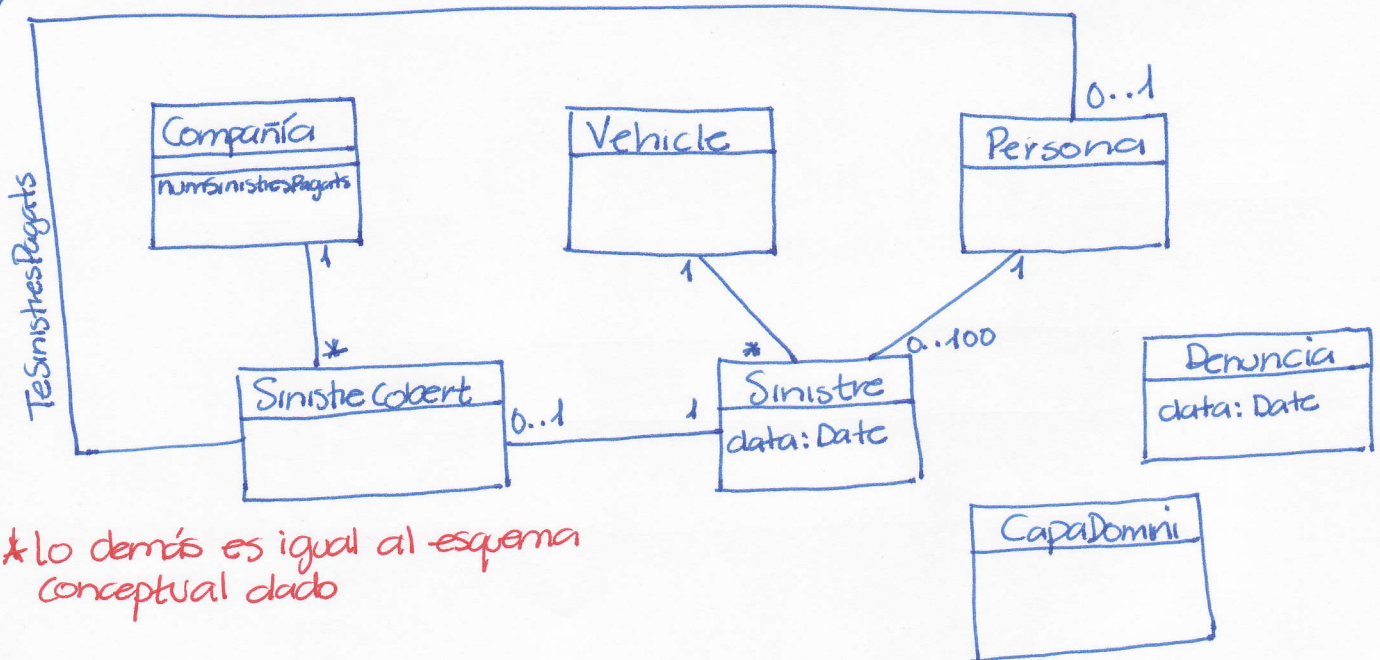 0..1
Compañía
numSinistresPagats
1
Vehicle
1
Persona
1
TeSinistresPagats
*
*
0..100
SinistreCobert
0..1
1
Sinistre
data: Date
Denuncia
data: Date
CapaDomini
* lo demás es igual al esquema
conceptual dado